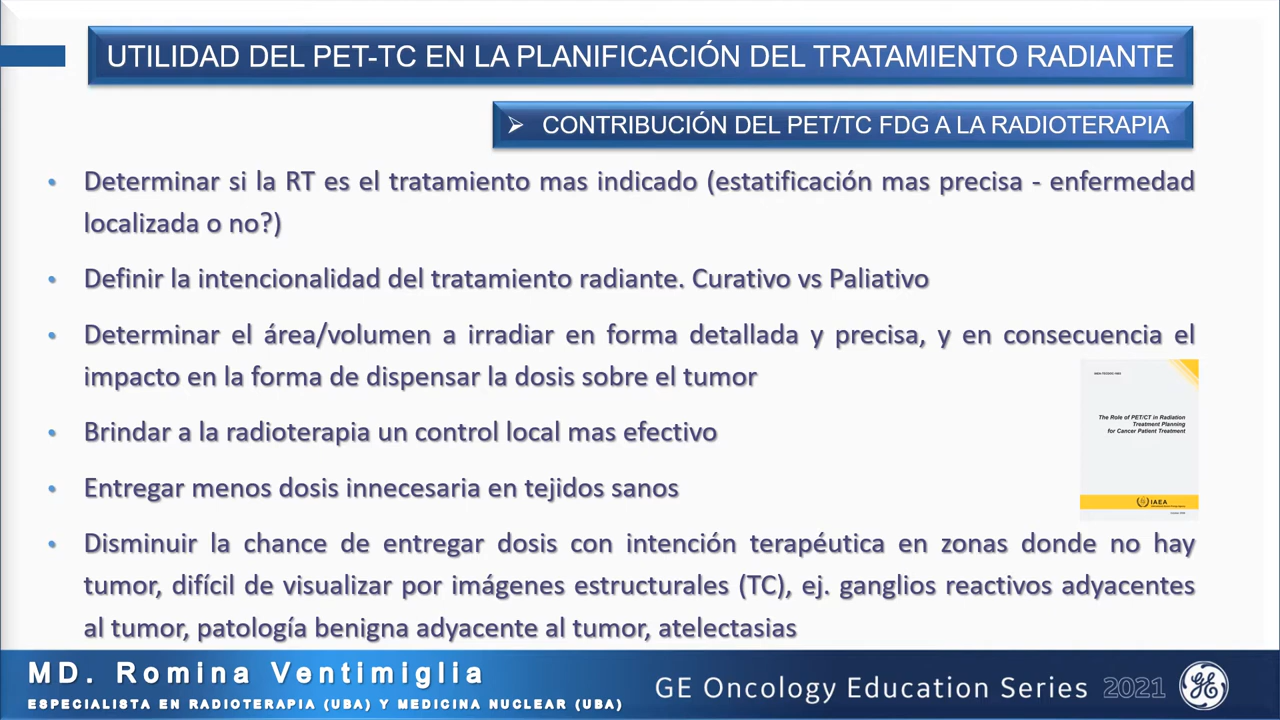 UTILIDAD DEL PET-TC EN LA PLANIFICACIÓN DEL TRATAMIENTO RADIANTE
➢ CONTRIBUCIÓN DEL PET/TC FDG A LA RADIOTERAPIA
• Determinar si la RT es el tratamiento mas indicado (estatificación mas precisa - enfermedad
localizada o no?)
• Definir la intencionalidad del tratamiento radiante. Curativo vs Paliativo
• Determinar el área/volumen a irradiar en forma detallada y precisa, y en consecuencia el
impacto en la forma de dispensar la dosis sobre el tumor
The Role of PET/CT in Radiation
Treatment Planning
for Cancer Patient Treatment
IAEA
• Brindar a la radioterapia un control local mas efectivo
• Entregar menos dosis innecesaria en tejidos sanos
• Disminuir la chance de entregar dosis con intención terapéutica en zonas donde no hay
tumor, difícil de visualizar por imágenes estructurales (TC), ej. ganglios reactivos adyacentes
al tumor, patología benigna adyacente al tumor, atelectasias
MD. Romina Ventimiglia
ESPECIALISTA EN RADIOTERAPIA (UBA) Y MEDICINA NUCLEAR (UBA)
GE Oncology Education Series 2021